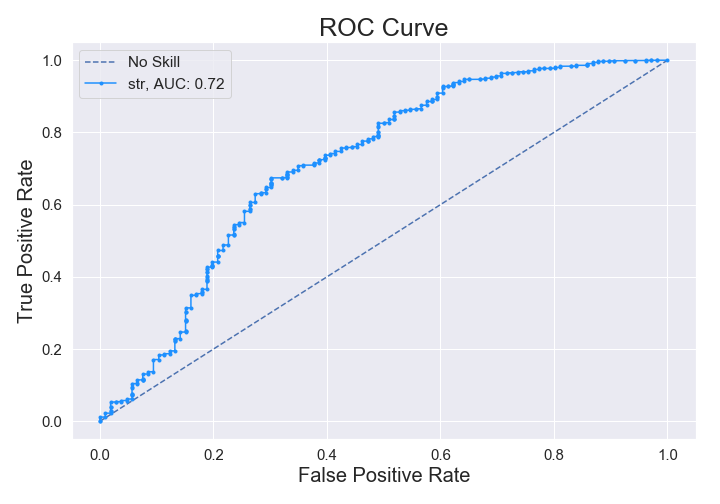 ROC Curve
No Skill
str, AUC: 0.72
True Positive Rate
1.0
0.8
0.6
0.4
0.2
0.0
0.0 0.2 0.4 0.6 0.8 1.0
False Positive Rate